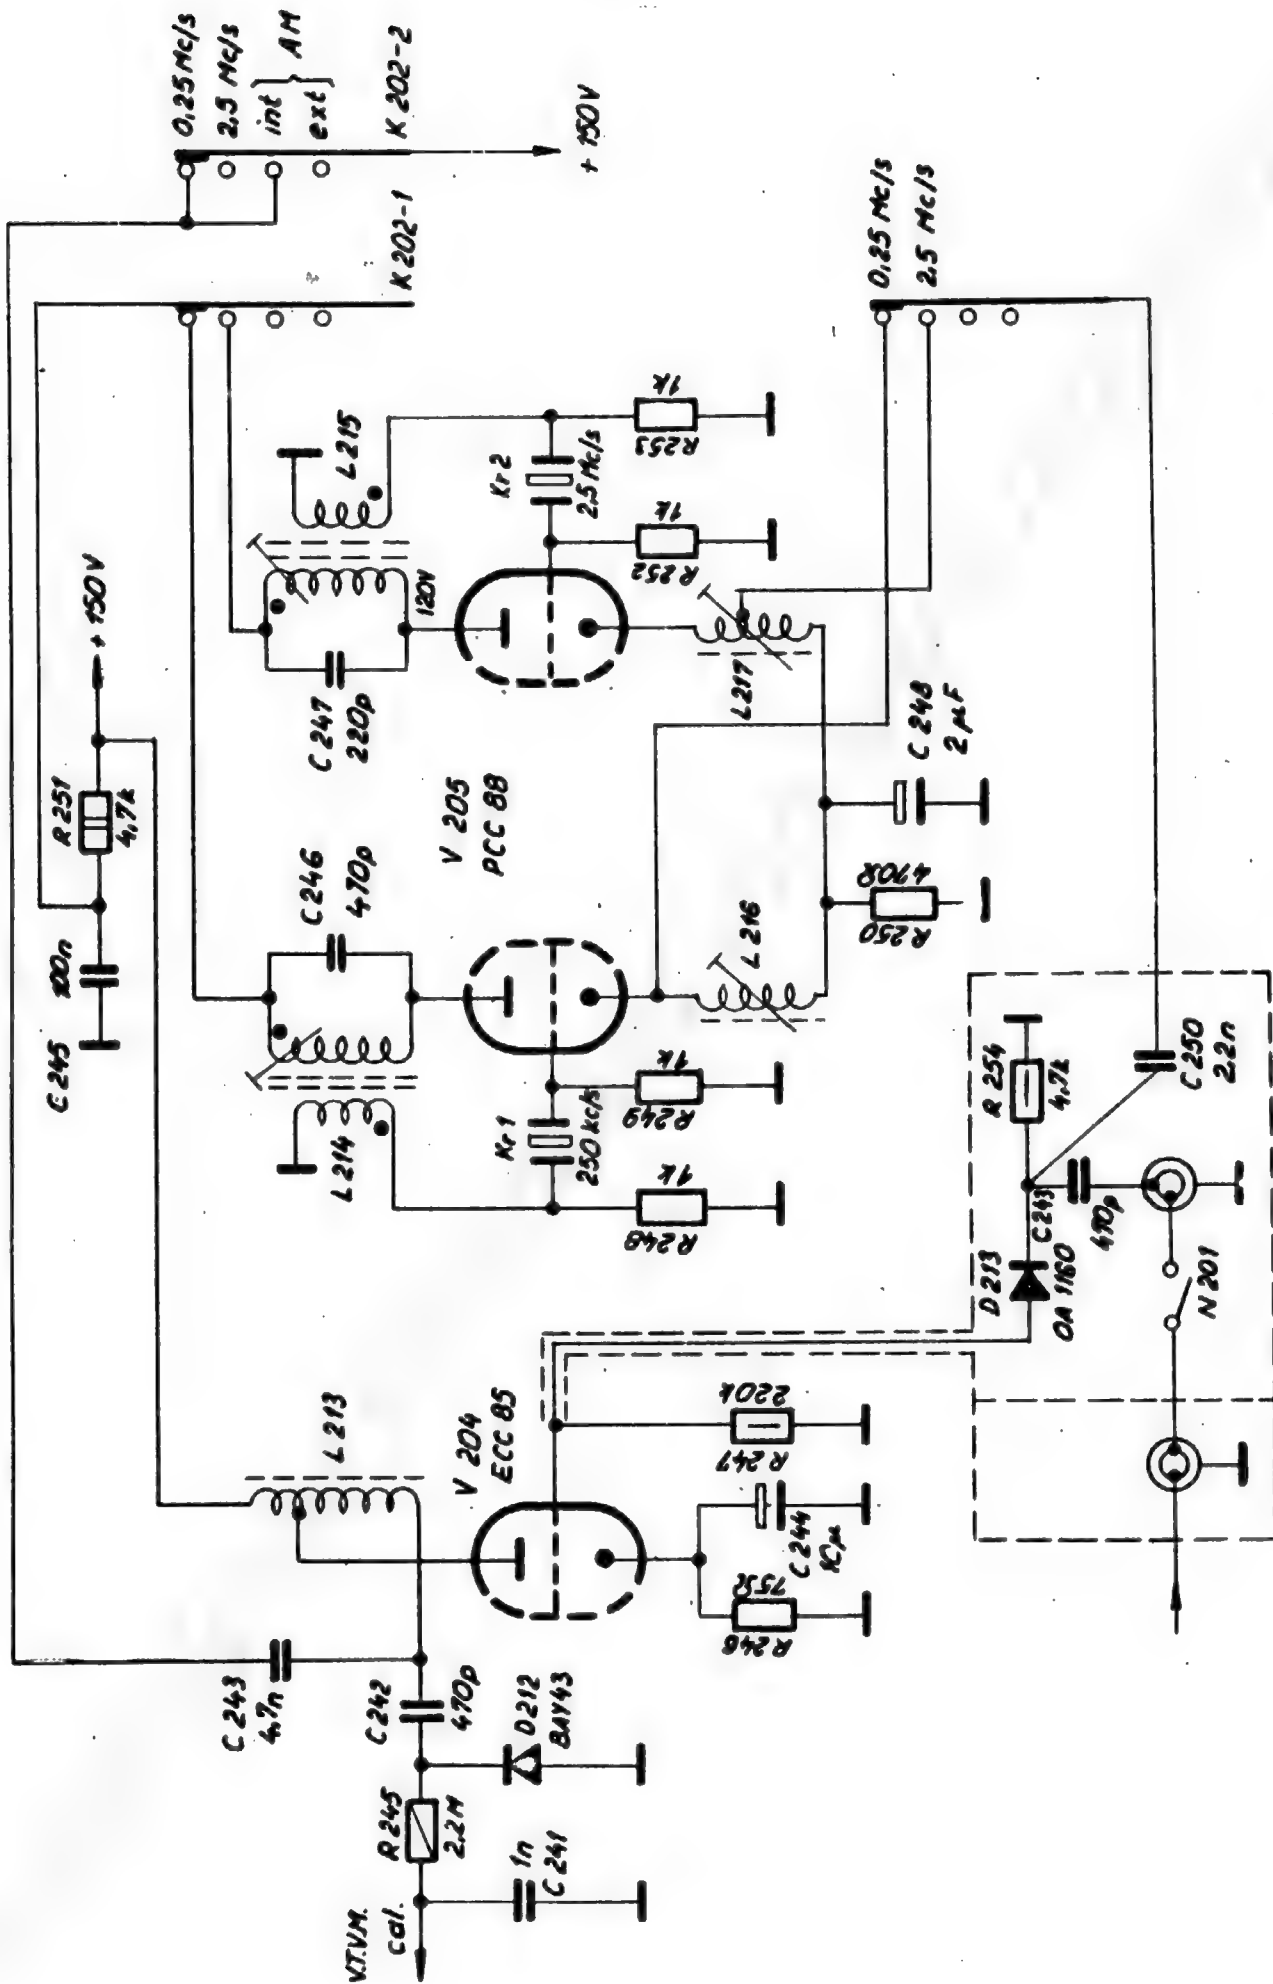 0,25 Mc/s
2,5 Mc/s
int
ext
AM
K 202-2
+ 150V
K 202-1
0,25 Mc/s
2,5 Mc/s
L 215
Kr 2
2,5 Mc/s
R 253
1k
R 252
1k
120V
C 247
220p
L 217
C 248
2 µF
+ 150V
R 251
4,7k
C 245
100n
V 205
PCC 88
C 246
470p
L 216
R 250
470Ω
L 214
Kr 1
250 kc/s
R 249
1k
R 248
1k
R 254
4,7k
C 250
2,2n
C 243
470p
D 213
OA 1160
N 201
L 213
V 204
ECC 85
R 247
220k
C 244
10µ
R 246
75Ω
C 243
4,7n
C 242
470p
D 212
BAY 43
R 245
2,2M
1n
C 241
V.T.V.M.
cal.